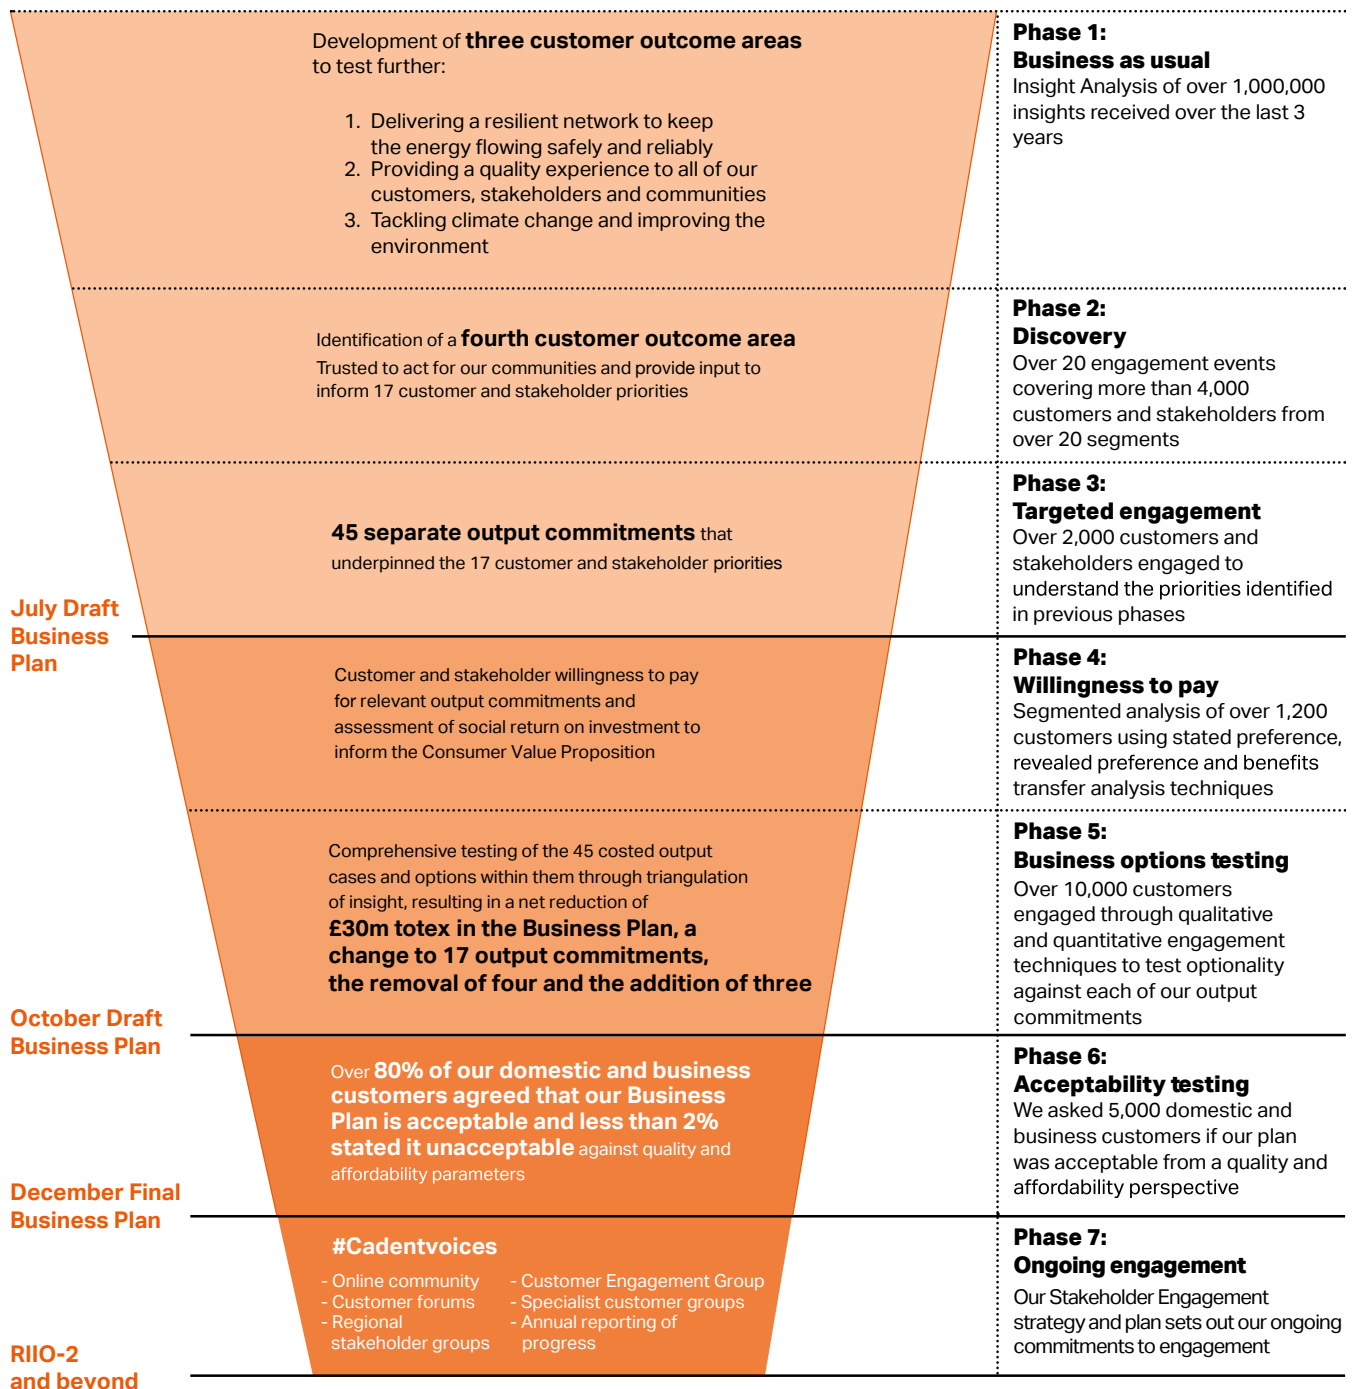 Development of three customer outcome areas
to test further:
1. Delivering a resilient network to keep
the energy flowing safely and reliably
2. Providing a quality experience to all of our
customers, stakeholders and communities
3. Tackling climate change and improving the
environment
Phase 1:
Business as usual
Insight Analysis of over 1,000,000
insights received over the last 3
years
Identification of a fourth customer outcome area
Trusted to act for our communities and provide input to
inform 17 customer and stakeholder priorities
Phase 2:
Discovery
Over 20 engagement events
covering more than 4,000
customers and stakeholders from
over 20 segments
45 separate output commitments that
underpinned the 17 customer and stakeholder priorities
Phase 3:
Targeted engagement
Over 2,000 customers and
stakeholders engaged to
understand the priorities identified
in previous phases
July Draft
Business
Plan
Customer and stakeholder willingness to pay
for relevant output commitments and
assessment of social return on investment to
inform the Consumer Value Proposition
Phase 4:
Willingness to pay
Segmented analysis of over 1,200
customers using stated preference,
revealed preference and benefits
transfer analysis techniques
Comprehensive testing of the 45 costed output
cases and options within them through triangulation
of insight, resulting in a net reduction of
£30m totex in the Business Plan, a
change to 17 output commitments,
the removal of four and the addition of three
Phase 5:
Business options testing
Over 10,000 customers
engaged through qualitative
and quantitative engagement
techniques to test optionality
against each of our output
commitments
October Draft
Business Plan
Over 80% of our domestic and business
customers agreed that our Business
Plan is acceptable and less than 2%
stated it unacceptable against quality and
affordability parameters
Phase 6:
Acceptability testing
We asked 5,000 domestic and
business customers if our plan
was acceptable from a quality and
affordability perspective
December Final
Business Plan
#Cadentvoices
- Online community
- Customer forums
- Regional
stakeholder groups
- Customer Engagement Group
- Specialist customer groups
- Annual reporting of
progress
Phase 7:
Ongoing engagement
Our Stakeholder Engagement
strategy and plan sets out our ongoing
commitments to engagement
RIIO-2
and beyond